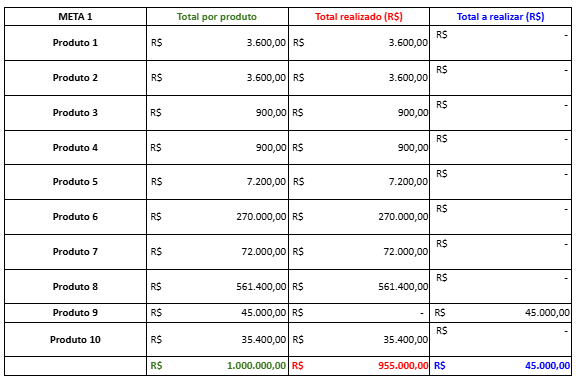 META 1 Total por produto Total realizado (R$) Total a realizar (R$)
Produto 1 R$ 3.600,00 R$ 3.600,00 R$ -
Produto 2 R$ 3.600,00 R$ 3.600,00 R$ -
Produto 3 R$ 900,00 R$ 900,00 R$ -
Produto 4 R$ 900,00 R$ 900,00 R$ -
Produto 5 R$ 7.200,00 R$ 7.200,00 R$ -
Produto 6 R$ 270.000,00 R$ 270.000,00 R$ -
Produto 7 R$ 72.000,00 R$ 72.000,00 R$ -
Produto 8 R$ 561.400,00 R$ 561.400,00 R$ -
Produto 9 R$ 45.000,00 R$ - R$ 45.000,00
Produto 10 R$ 35.400,00 R$ 35.400,00 R$ -
R$ 1.000.000,00 R$ 955.000,00 R$ 45.000,00